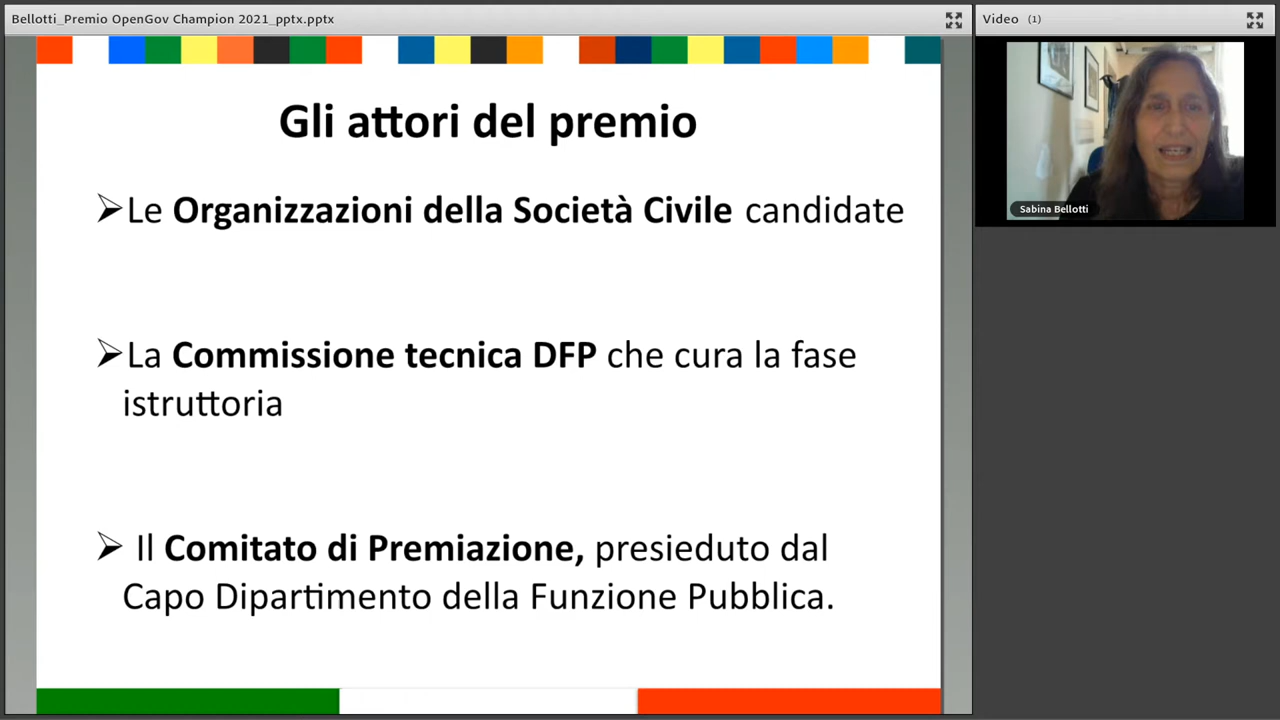 Bellotti_Premio OpenGov Champion 2021_pptx.pptx
Video (1)
Gli attori del premio
➢Le Organizzazioni della Società Civile candidate
➢La Commissione tecnica DFP che cura la fase
istruttoria
➢ Il Comitato di Premiazione, presieduto dal
Capo Dipartimento della Funzione Pubblica.
Sabina Bellotti